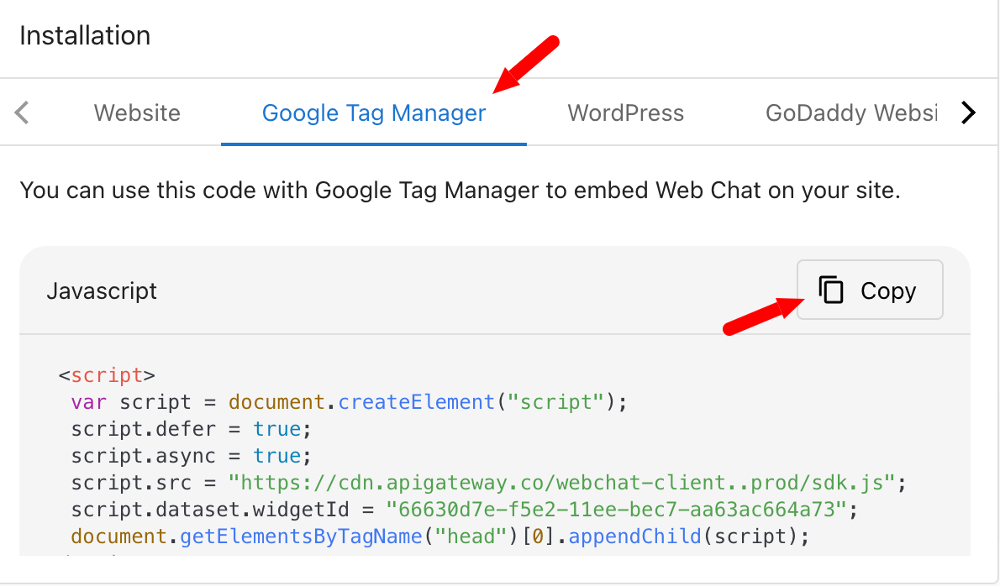 Installation
Website Google Tag Manager WordPress GoDaddy Websi
You can use this code with Google Tag Manager to embed Web Chat on your site.
Javascript Copy
<script>
var script = document.createElement("script");
script.defer = true;
script.async = true;
script.src = "https://cdn.apigateway.co/webchat-client..prod/sdk.js";
script.dataset.widgetId = "66630d7e-f5e2-11ee-bec7-aa63ac664a73";
document.getElementsByTagName("head")[0].appendChild(script);